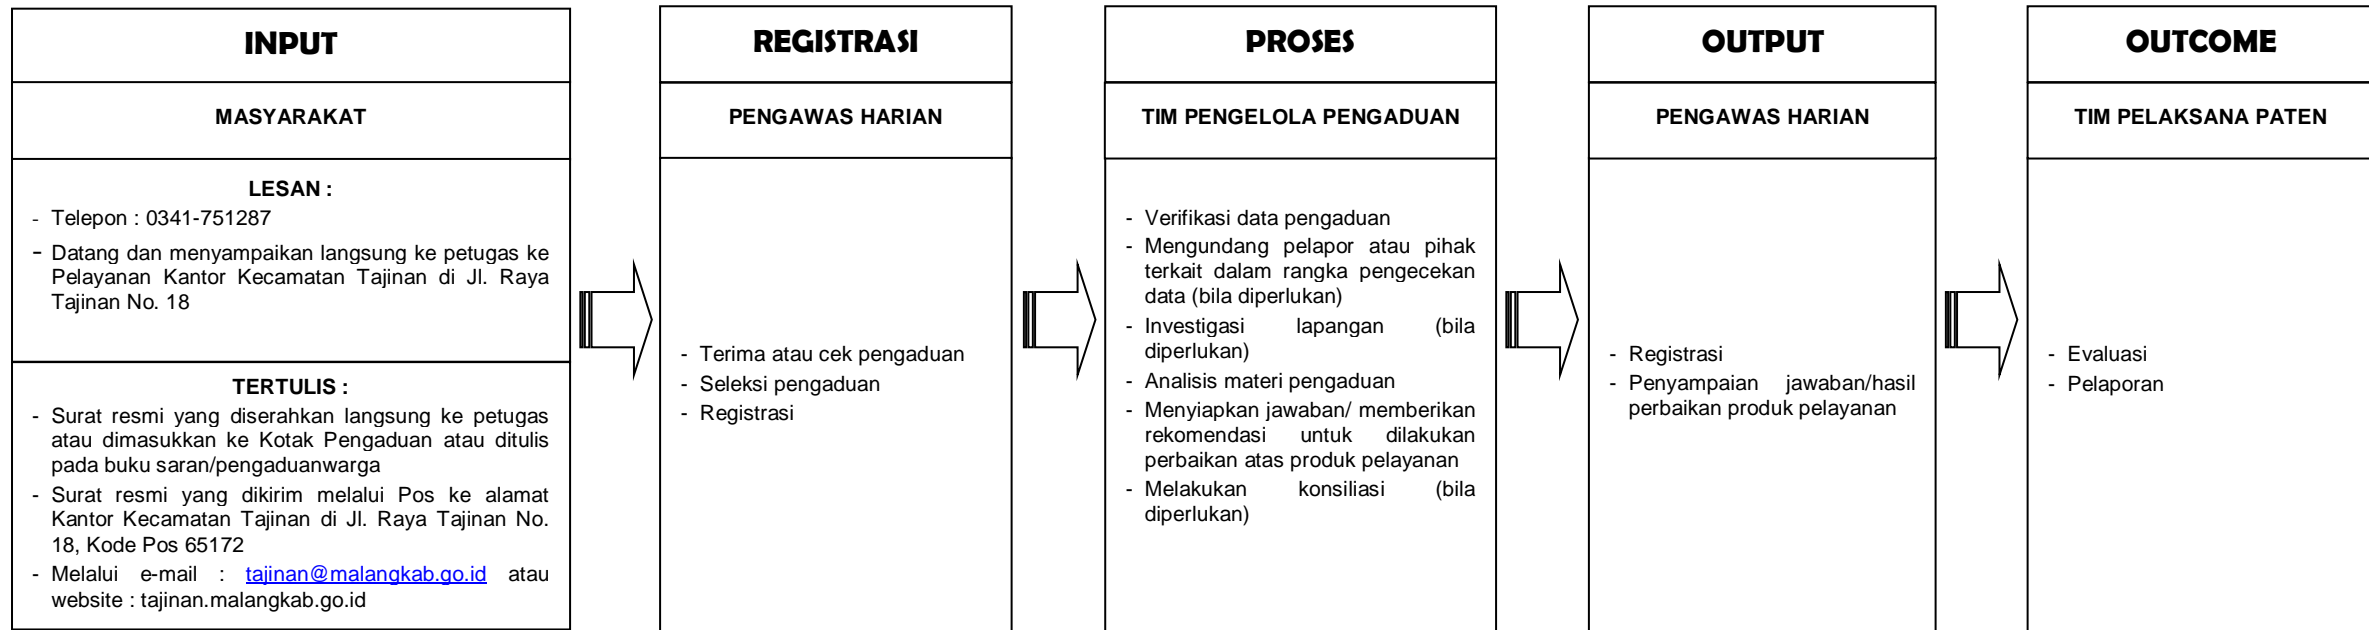 INPUT
MASYARAKAT
LESAN :
- Telepon : 0341-751287
- Datang dan menyampaikan langsung ke petugas ke
Pelayanan Kantor Kecamatan Tajinan di Jl. Raya
Tajinan No. 18
TERTULIS :
- Surat resmi yang diserahkan langsung ke petugas
atau dimasukkan ke Kotak Pengaduan atau ditulis
pada buku saran/pengaduanwarga
- Surat resmi yang dikirim melalui Pos ke alamat
Kantor Kecamatan Tajinan di Jl. Raya Tajinan No.
18, Kode Pos 65172
- Melalui e-mail : tajinan@malangkab.go.id atau
website : tajinan.malangkab.go.id
REGISTRASI
PENGAWAS HARIAN
- Terima atau cek pengaduan
- Seleksi pengaduan
- Registrasi
PROSES
TIM PENGELOLA PENGADUAN
- Verifikasi data pengaduan
- Mengundang pelapor atau pihak
terkait dalam rangka pengecekan
data (bila diperlukan)
- Investigasi lapangan (bila
diperlukan)
- Analisis materi pengaduan
- Menyiapkan jawaban/ memberikan
rekomendasi untuk dilakukan
perbaikan atas produk pelayanan
- Melakukan konsiliasi (bila
diperlukan)
OUTPUT
PENGAWAS HARIAN
- Registrasi
- Penyampaian jawaban/hasil
perbaikan produk pelayanan
OUTCOME
TIM PELAKSANA PATEN
- Evaluasi
- Pelaporan